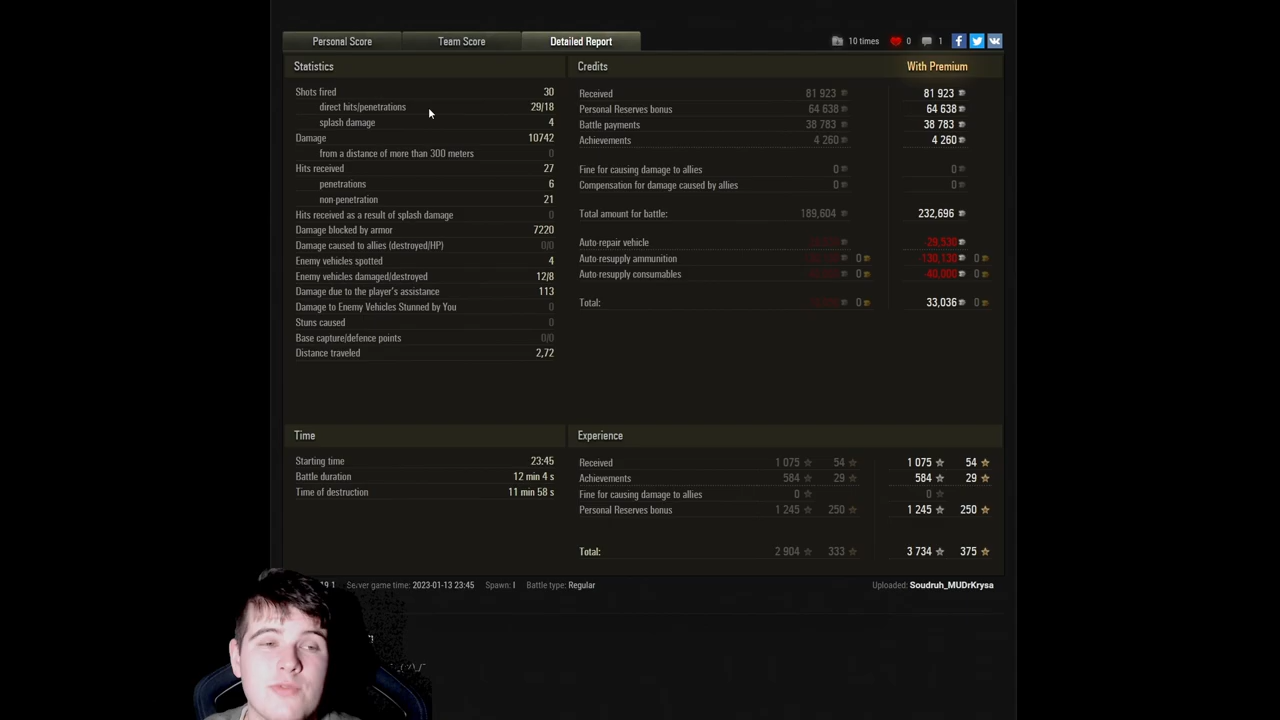 Personal Score Team Score Detailed Report 10 times 0 1
Statistics
Shots fired 30
direct hits/penetrations 29/18
splash damage 4
Damage 10742
from a distance of more than 300 meters 0
Hits received 27
penetrations 6
non-penetration 21
Hits received as a result of splash damage 0
Damage blocked by armor 7220
Damage caused to allies (destroyed/HP) 0/0
Enemy vehicles spotted 4
Enemy vehicles damaged/destroyed 12/8
Damage due to the player's assistance 113
Damage to Enemy Vehicles Stunned by You 0
Stuns caused 0
Base capture/defence points 0/0
Distance traveled 2,72
Credits With Premium
Received 81 923 81 923
Personal Reserves bonus 64 638 64 638
Battle payments 38 783 38 783
Achievements 4 260 4 260
Fine for causing damage to allies 0 0
Compensation for damage caused by allies 0 0
Total amount for battle: 189,604 232,696
Auto repair vehicle -29,530
Auto resupply ammunition 0 -130,130 0
Auto resupply consumables 0 -40,000 0
Total: 0 33,036 0
Time
Starting time 23:45
Battle duration 12 min 4 s
Time of destruction 11 min 58 s
Experience
Received 1 075 54 1 075 54
Achievements 584 29 584 29
Fine for causing damage to allies 0 0
Personal Reserves bonus 1 245 250 1 245 250
Total: 2 904 333 3 734 375
19.1 Server game time: 2023-01-13 23:45 Spawn: I Battle type: Regular Uploaded: Soudruh_MUDrKrysa